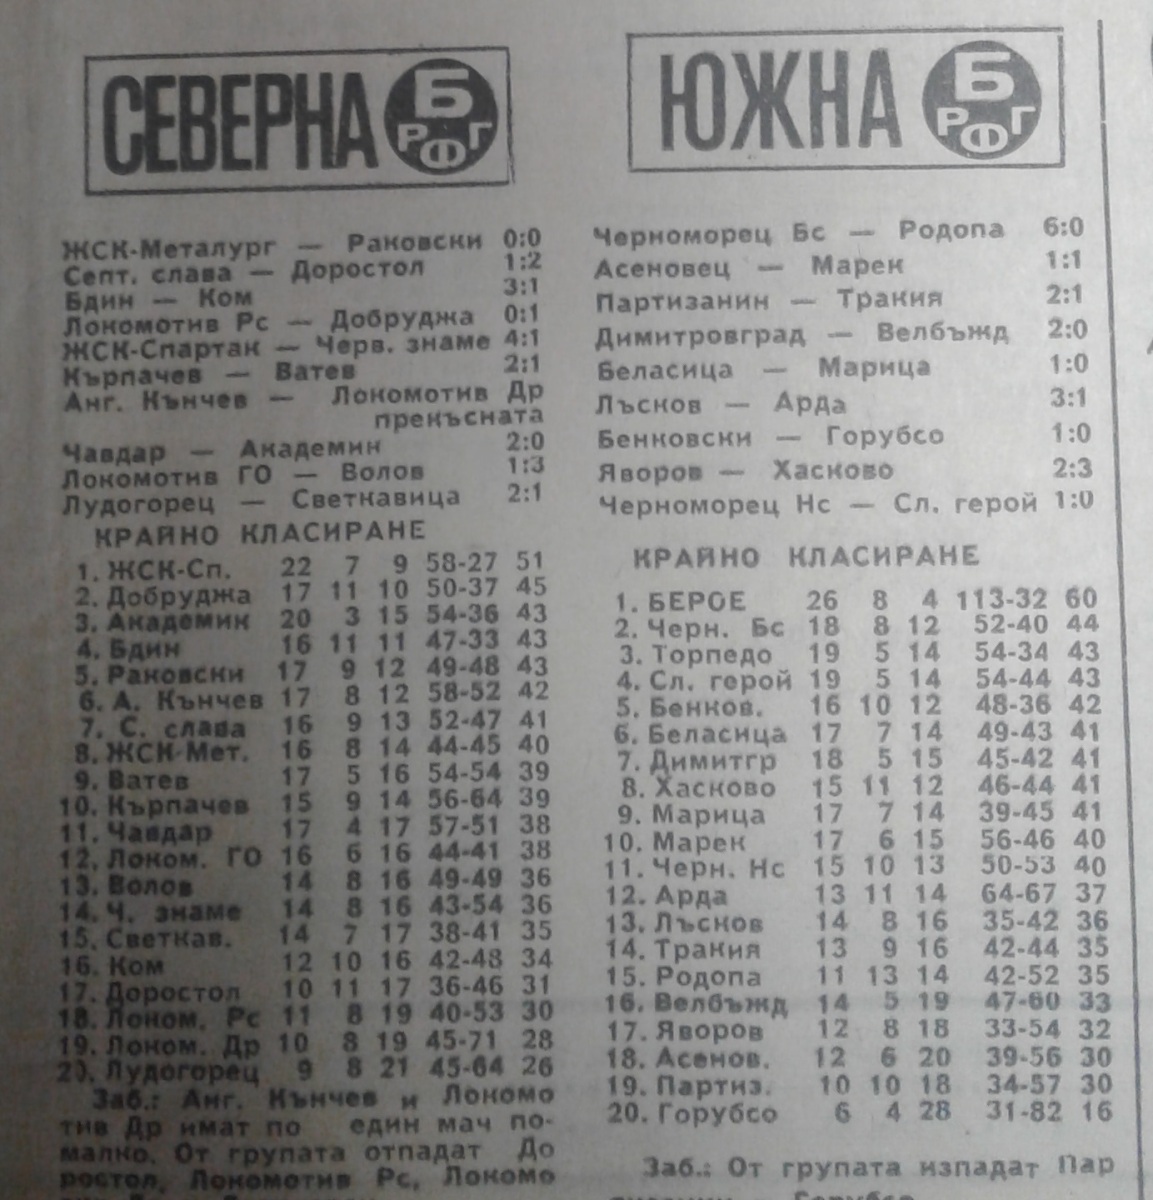 СЕВЕРНА БРФГ
ЖСК-Металург — Раковски 0:0
Септ. слава — Доростол 1:2
Бдин — Ком 3:1
Локомотив Рс — Добруджа 0:1
ЖСК-Спартак — Черв. знаме 4:1
Кърпачев — Ватев 2:1
Анг. Кънчев — Локомотив Др
прекъсната
Чавдар — Академик 2:0
Локомотив ГО — Волов 1:3
Лудогорец — Светкавица 2:1
КРАЙНО КЛАСИРАНЕ
1. ЖСК-Сп. 22 7 9 58-27 51
2. Добруджа 17 11 10 50-37 45
3. Академик 20 3 15 54-36 43
4. Бдин 16 11 11 47-33 43
5. Раковски 17 9 12 49-48 43
6. А. Кънчев 17 8 12 58-52 42
7. С. слава 16 9 13 52-47 41
8. ЖСК-Мет. 16 8 14 44-45 40
9. Ватев 17 5 16 54-54 39
10. Кърпачев 15 9 14 56-64 39
11. Чавдар 17 4 17 57-51 38
12. Локом. ГО 16 6 16 44-41 38
13. Волов 14 8 16 49-49 36
14. Ч. знаме 14 8 16 43-54 36
15. Светкав. 14 7 17 38-41 35
16. Ком 12 10 16 42-48 34
17. Доростол 10 11 17 36-46 31
18. Локом. Рс 11 8 19 40-53 30
19. Локом. Др 10 8 19 45-71 28
20. Лудогорец 9 8 21 45-64 26
Заб.: Анг. Кънчев и Локомо
тив Др имат по един мач по-
малко. От групата отпадат До
ростол, Локомотив Рс, Локомо
ЮЖНА БРФГ
Черноморец Бс — Родопа 6:0
Асеновец — Марек 1:1
Партизанин — Тракия 2:1
Димитровград — Велбъжд 2:0
Беласица — Марица 1:0
Лъсков — Арда 3:1
Бенковски — Горубсо 1:0
Яворов — Хасково 2:3
Черноморец Нс — Сл. герой 1:0
КРАЙНО КЛАСИРАНЕ
1. БЕРОЕ 26 8 4 113-32 60
2. Черн. Бс 18 8 12 52-40 44
3. Торпедо 19 5 14 54-34 43
4. Сл. герой 19 5 14 54-44 43
5. Бенков. 16 10 12 48-36 42
6. Беласица 17 7 14 49-43 41
7. Димитгр 18 5 15 45-42 41
8. Хасково 15 11 12 46-44 41
9. Марица 17 7 14 39-45 41
10. Марек 17 6 15 56-46 40
11. Черн. Нс 15 10 13 50-53 40
12. Арда 13 11 14 64-67 37
13. Лъсков 14 8 16 35-42 36
14. Тракия 13 9 16 42-44 35
15. Родопа 11 13 14 42-52 35
16. Велбъжд 14 5 19 47-60 33
17. Яворов 12 8 18 33-54 32
18. Асенов. 12 6 20 39-56 30
19. Партиз. 10 10 18 34-57 30
20. Горубсо 6 4 28 31-82 16
Заб.: От групата изпадат Пар